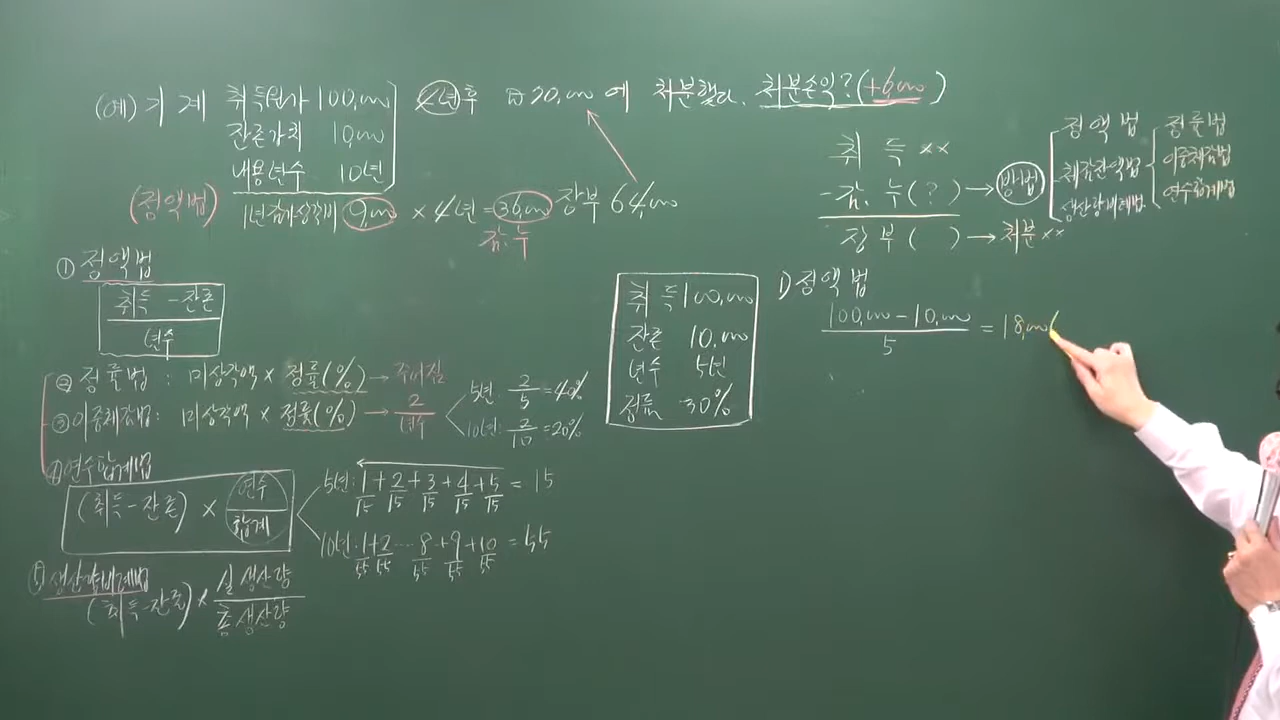 (예) 기계 취득원가 100,000 4년후 ₩70,000에 처분했다. 처분손익?(+6,000)
잔존가치 10,000
내용년수 10년
(정액법) 1년감가상각비 9,000 × 4년 = 36,000 장부 64,000
감.누
취득 ××
- 감.누(?) → 방법
장부( ) → 처분××
정액법
체감잔액법
생산량비례법
정률법
이중체감법
연수합계법
① 정액법
취득 - 잔존
년수
② 정률법 : 미상각액 × 정률(%) → 주어짐
③ 이중체감법 : 미상각액 × 정률(%) → 2/년수
5년: 2/5 = 40%
10년: 2/10 = 20%
④ 연수합계법
(취득-잔존) × 연수/합계
5년: 1/15 + 2/15 + 3/15 + 4/15 + 5/15 = 15
10년: 1/55 + 2/55 ···· 8/55 + 9/55 + 10/55 = 55
⑤ 생산량비례법
(취득-잔존) × 실생산량/총생산량
취득 100,000
잔존 10,000
년수 5년
정률 30%
1) 정액법
100,000 - 10,000
5
= 18,000(